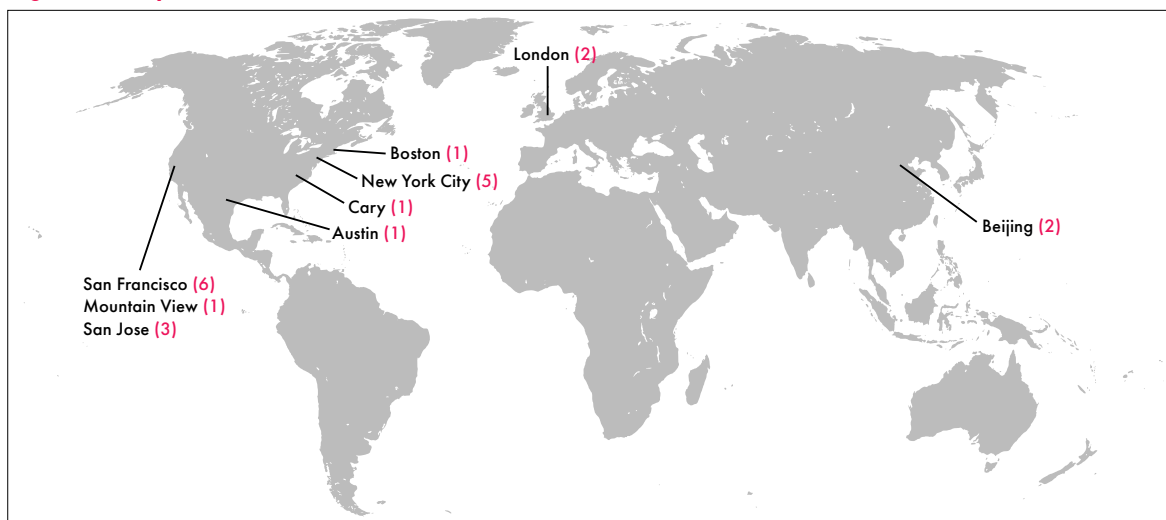 London (2)
Boston (1)
New York City (5)
Cary (1)
Austin (1)
Beijing (2)
San Francisco (6)
Mountain View (1)
San Jose (3)